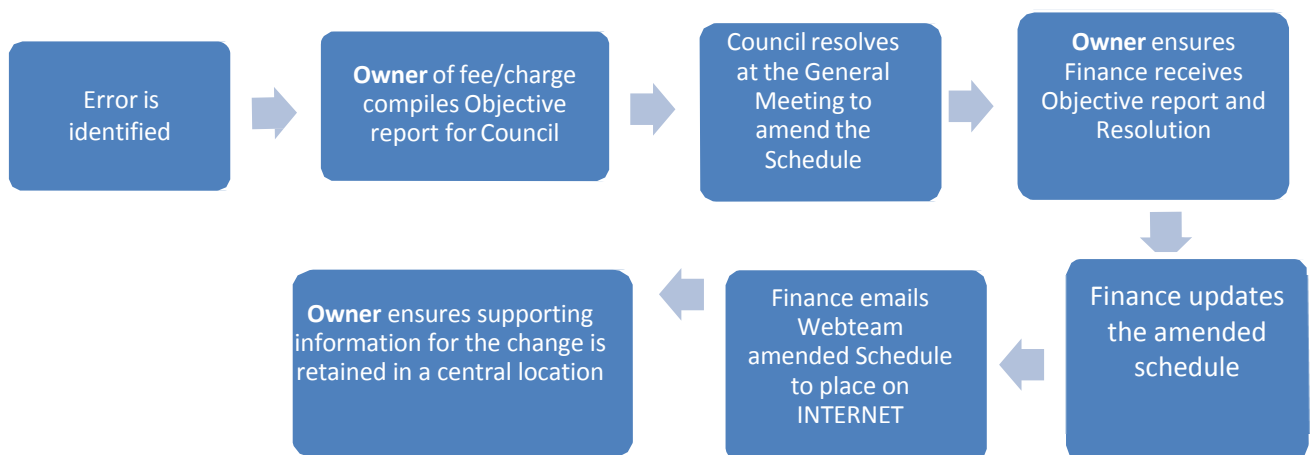 Error is
identified
Owner of fee/charge
compiles Objective
report for Council
Council resolves
at the General
Meeting to
amend the
Schedule
Owner ensures
Finance receives
Objective report and
Resolution
Finance updates
the amended
schedule
Finance emails
Webteam
amended Schedule
to place on
INTERNET
Owner ensures supporting
information for the change is
retained in a central location